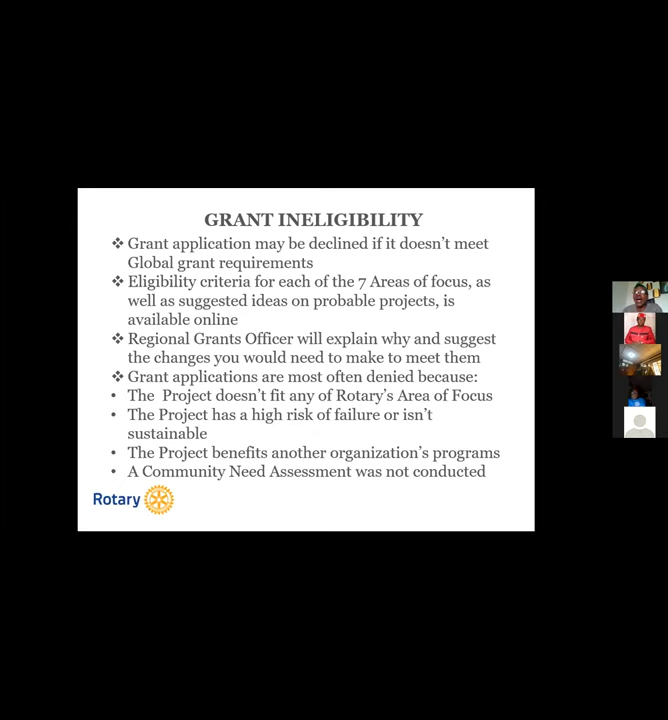 GRANT INELIGIBILITY
❖ Grant application may be declined if it doesn't meet
Global grant requirements
❖ Eligibility criteria for each of the 7 Areas of focus, as
well as suggested ideas on probable projects, is
available online
❖ Regional Grants Officer will explain why and suggest
the changes you would need to make to meet them
❖ Grant applications are most often denied because:
• The Project doesn't fit any of Rotary's Area of Focus
• The Project has a high risk of failure or isn't
sustainable
• The Project benefits another organization's programs
• A Community Need Assessment was not conducted
Rotary